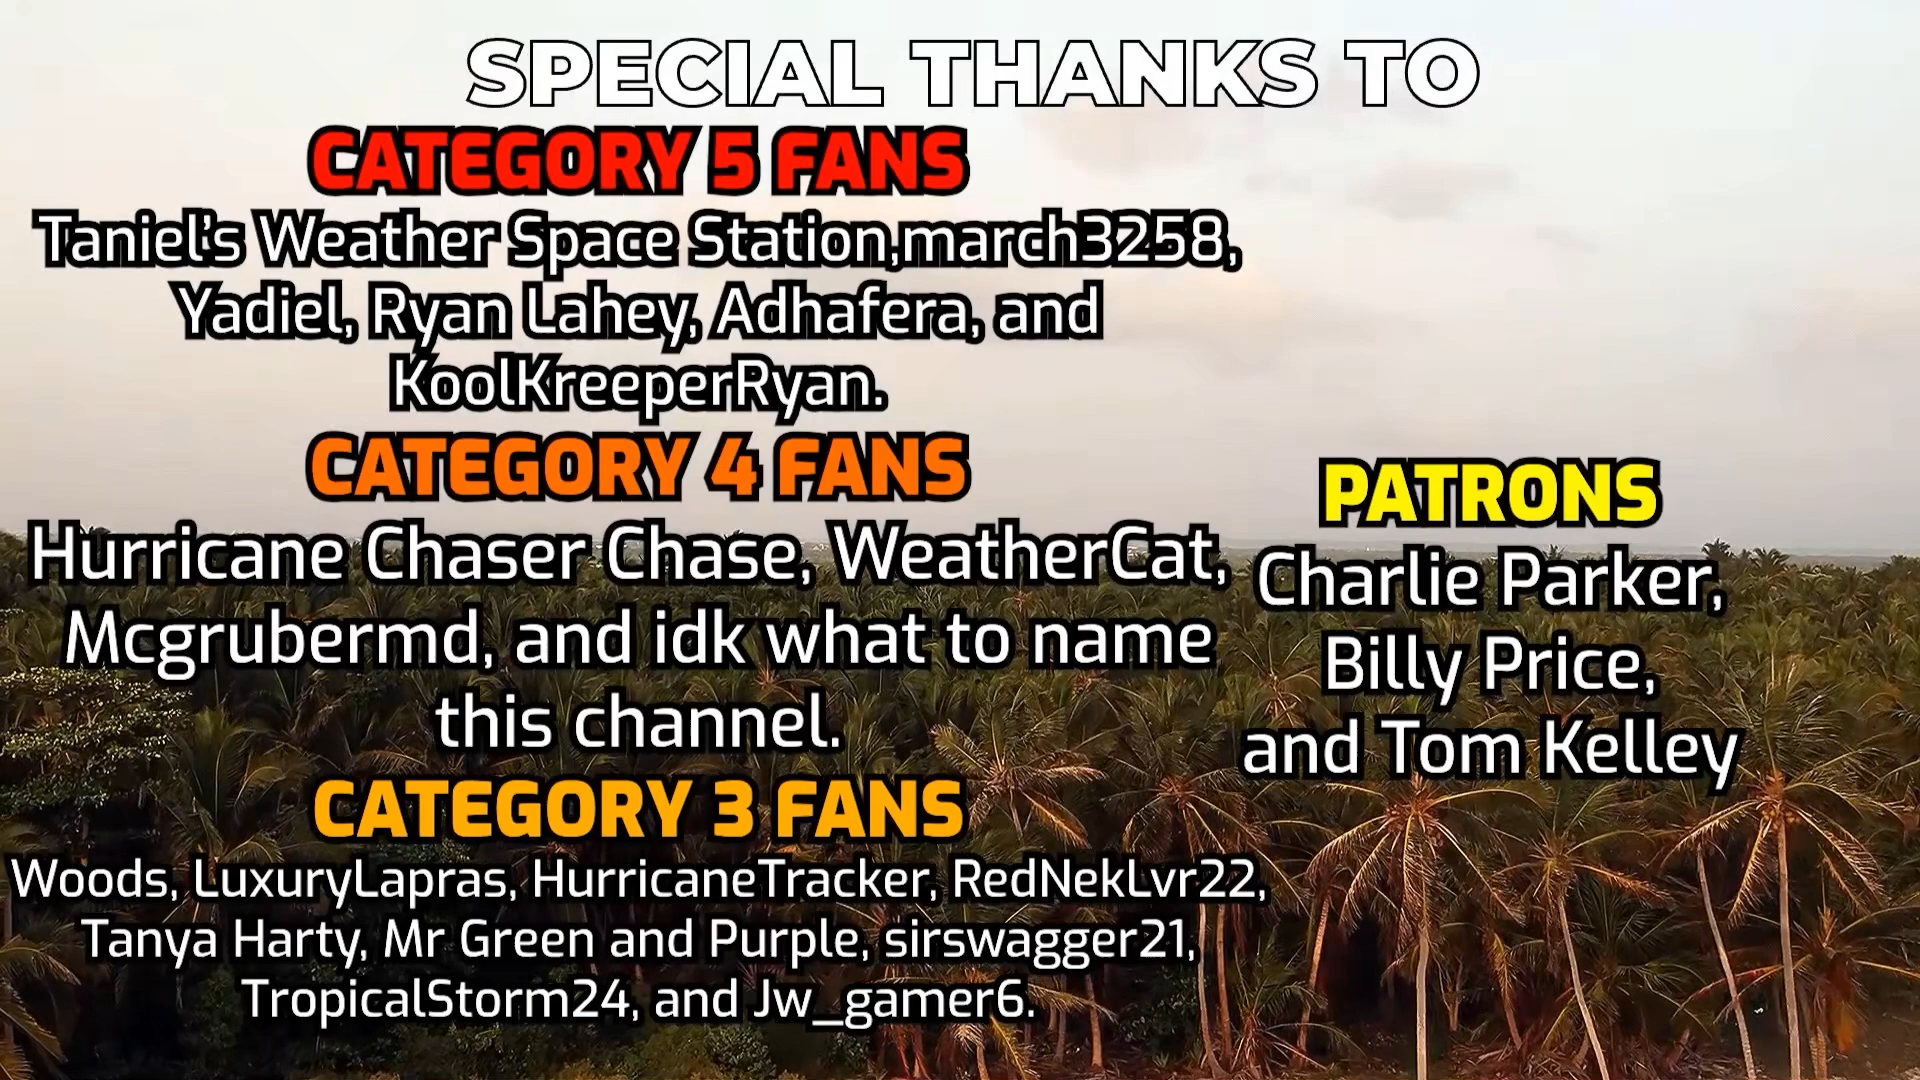 SPECIAL THANKS TO
CATEGORY 5 FANS
Taniel's Weather Space Station,march3258,
Yadiel, Ryan Lahey, Adhafera, and
KoolKreeperRyan.
CATEGORY 4 FANS
Hurricane Chaser Chase, WeatherCat,
Mcgrubermd, and idk what to name
this channel.
CATEGORY 3 FANS
Woods, LuxuryLapras, HurricaneTracker, RedNekLvr22,
Tanya Harty, Mr Green and Purple, sirswagger21,
TropicalStorm24, and Jw_gamer6.
PATRONS
Charlie Parker,
Billy Price,
and Tom Kelley